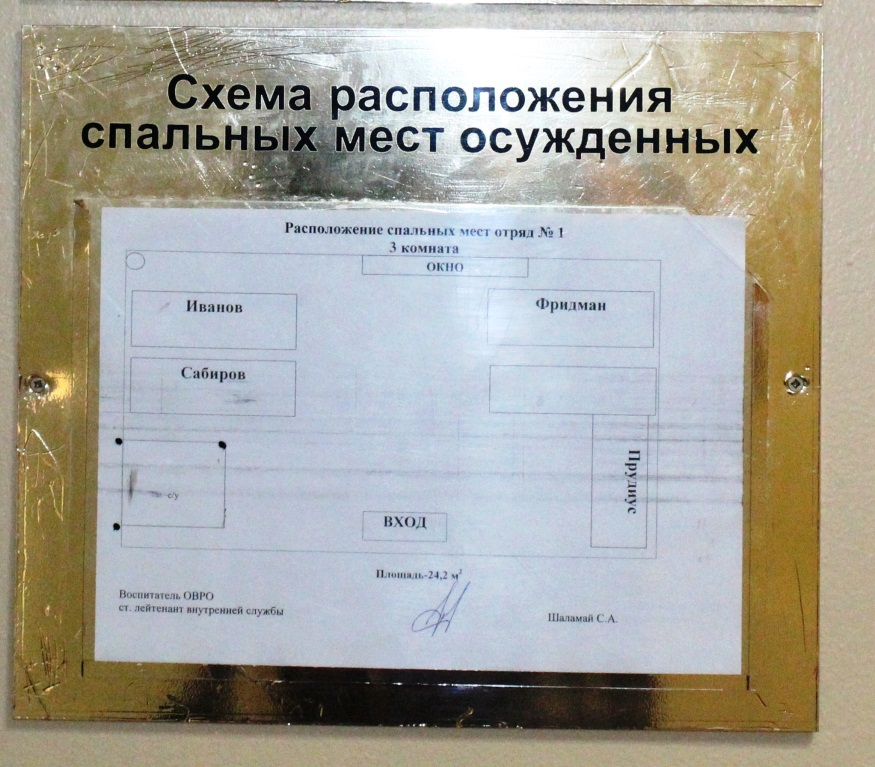 Схема расположения
спальных мест осужденных
Расположение спальных мест отряд № 1
3 комната
ОКНО
Иванов
Фридман
Сабиров
Прудиус
с/у
ВХОД
Площадь-24,2 м²
Воспитатель ОВРО
ст. лейтенант внутренней службы
Шаламай С.А.